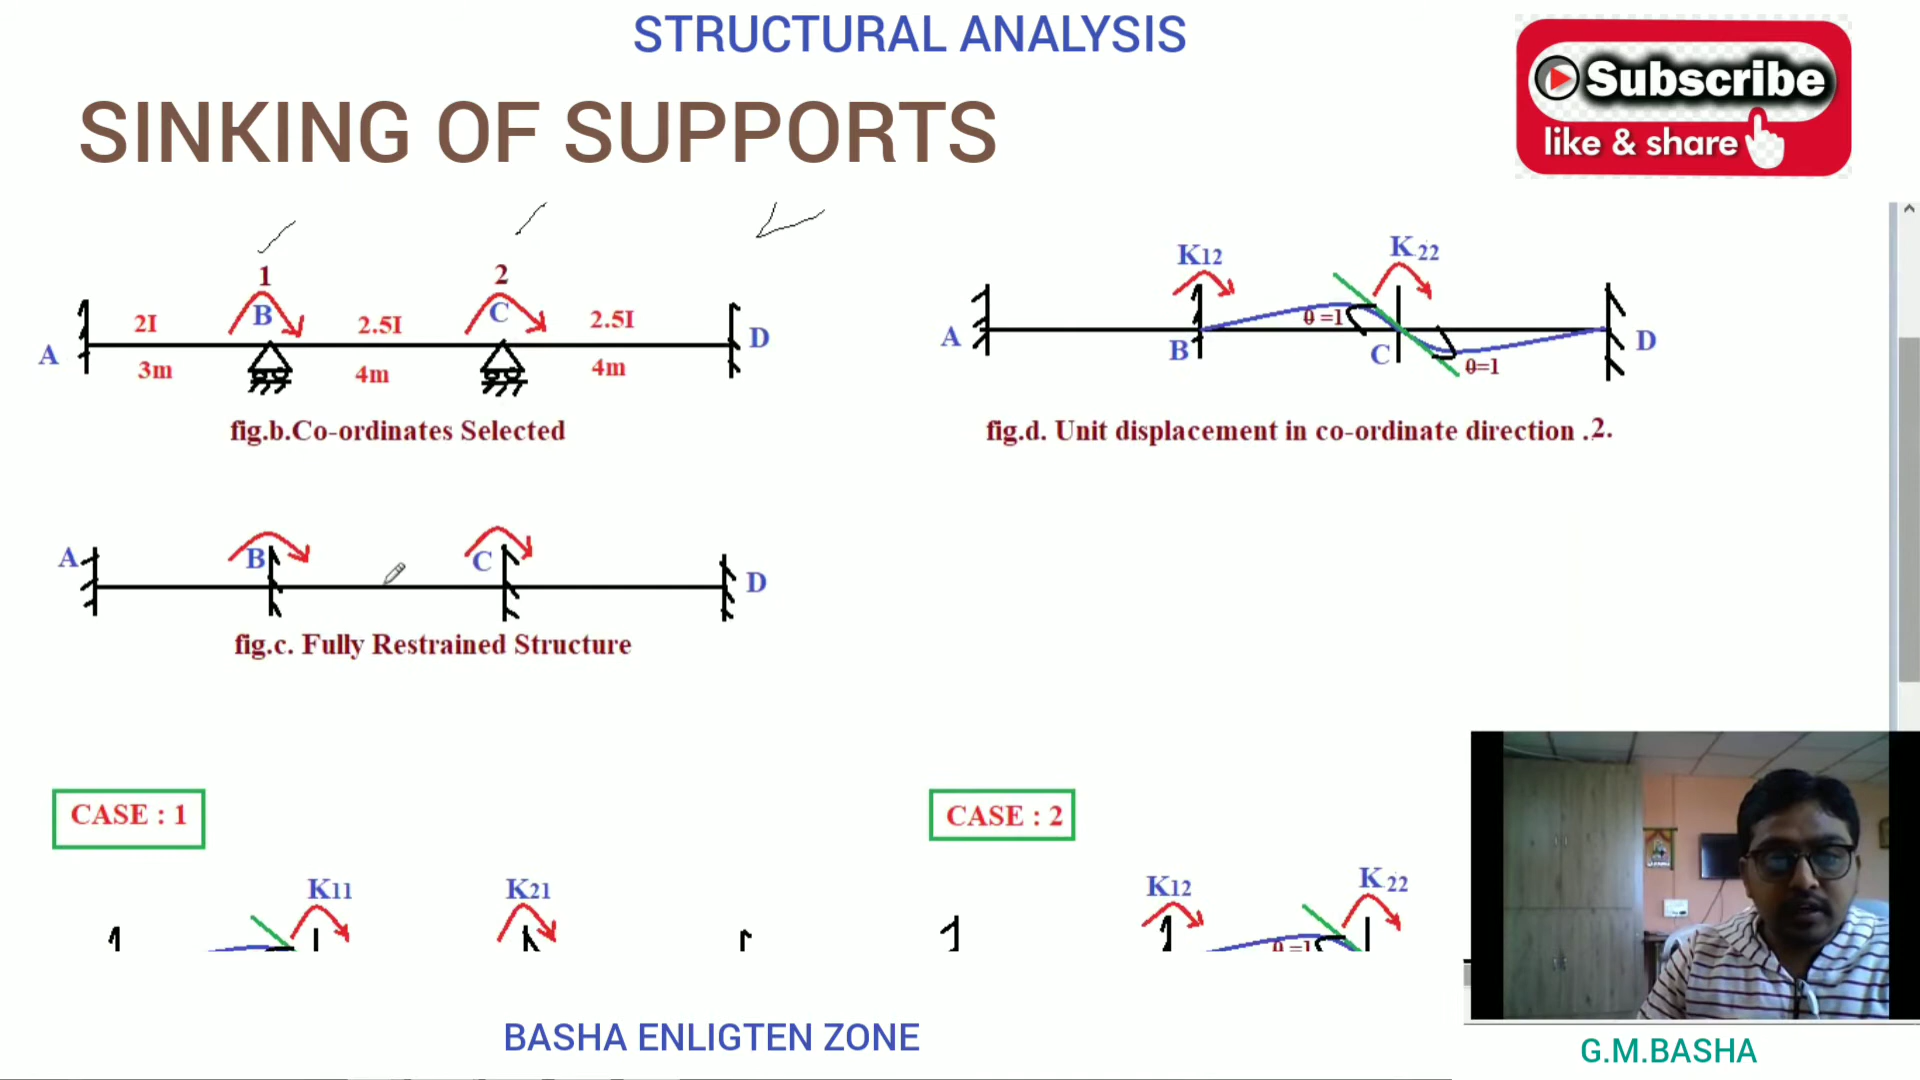 STRUCTURAL ANALYSIS
SINKING OF SUPPORTS
Subscribe
like & share
1
2
B
C
2I
2.5I
2.5I
A
D
3m
4m
4m
fig.b.Co-ordinates Selected
K12
K22
A
B
C
D
θ =1
θ=1
fig.d. Unit displacement in co-ordinate direction .2.
A
B
C
D
fig.c. Fully Restrained Structure
CASE : 1
CASE : 2
K11
K21
K12
K22
θ =1
BASHA ENLIGTEN ZONE
G.M.BASHA